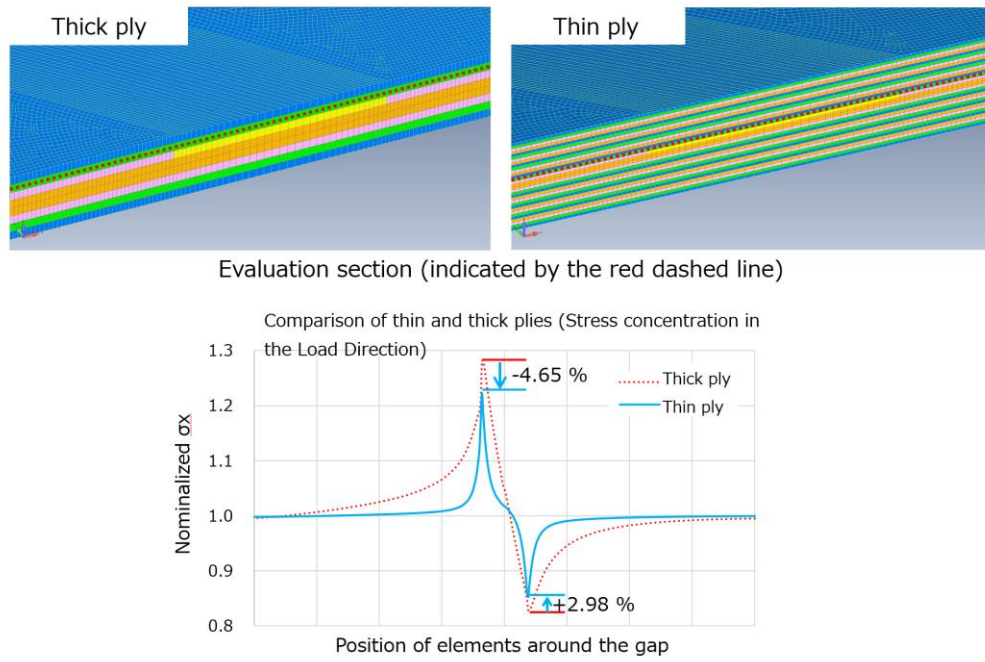 Thick ply
Thin ply
Evaluation section (indicated by the red dashed line)
Comparison of thin and thick plies (Stress concentration in
the Load Direction)
1.3
1.2
1.1
1.0
0.9
0.8
Nominalized σx
-4.65 %
+2.98 %
Thick ply
Thin ply
Position of elements around the gap